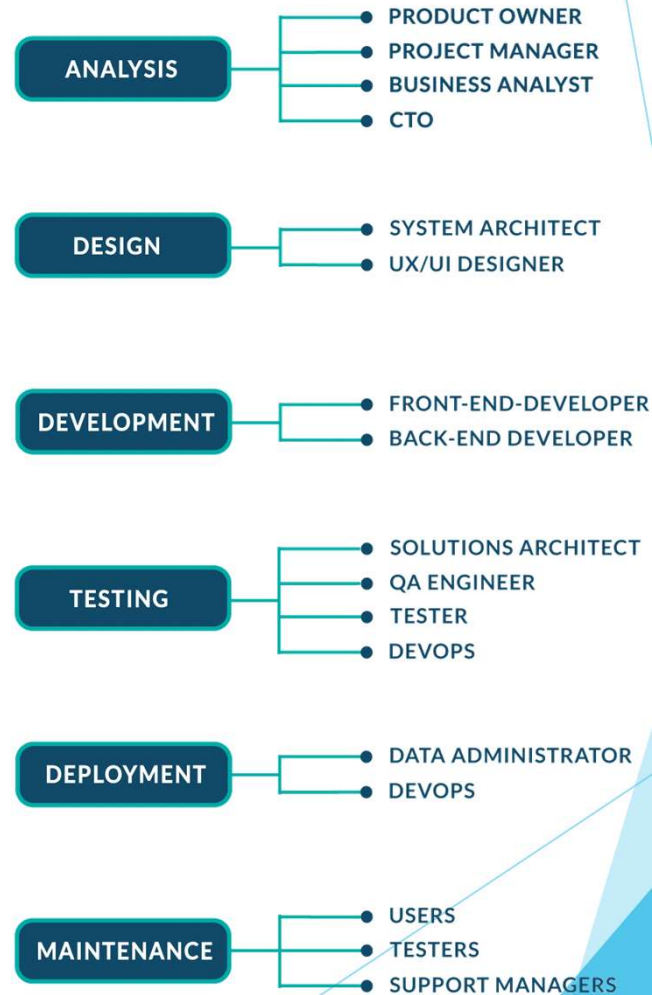 ANALYSIS
PRODUCT OWNER
PROJECT MANAGER
BUSINESS ANALYST
CTO
DESIGN
SYSTEM ARCHITECT
UX/UI DESIGNER
DEVELOPMENT
FRONT-END-DEVELOPER
BACK-END DEVELOPER
TESTING
SOLUTIONS ARCHITECT
QA ENGINEER
TESTER
DEVOPS
DEPLOYMENT
DATA ADMINISTRATOR
DEVOPS
MAINTENANCE
USERS
TESTERS
SUPPORT MANAGERS